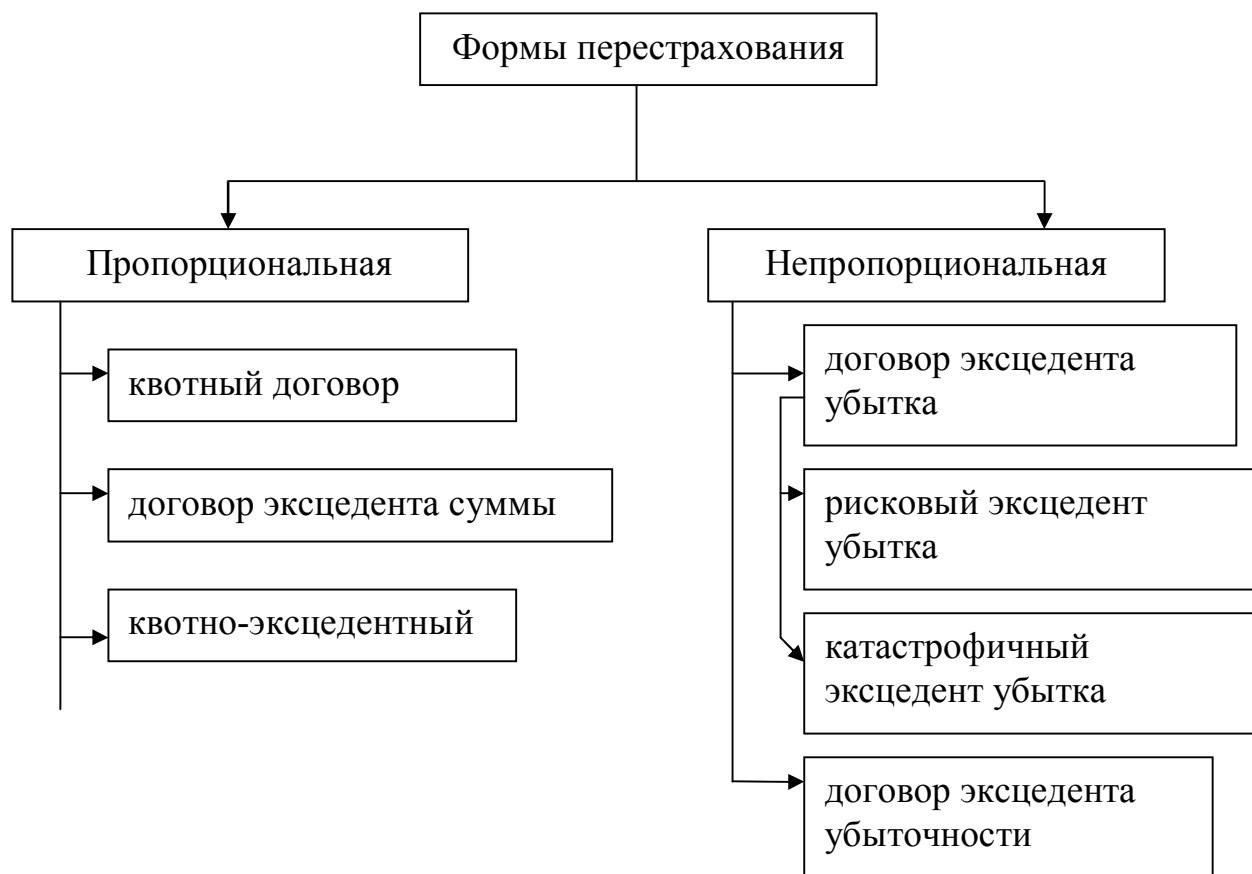 Формы перестрахования
Пропорциональная
квотный договор
договор эксцедента суммы
квотно-эксцедентный
Непропорциональная
договор эксцедента
убытка
рисковый эксцедент
убытка
катастрофичный
эксцедент убытка
договор эксцедента
убыточности